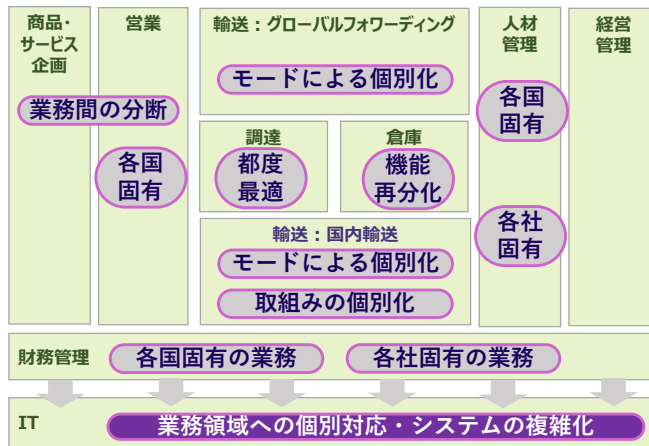 商品・
サービス
企画
営業
輸送：グローバルフォワーディング
人材
管理
経営
管理
モードによる個別化
業務間の分断
各国
固有
調達
都度
最適
倉庫
機能
再分化
各国
固有
輸送：国内輸送
モードによる個別化
取組みの個別化
各社
固有
財務管理
各国固有の業務
各社固有の業務
IT
業務領域への個別対応・システムの複雑化